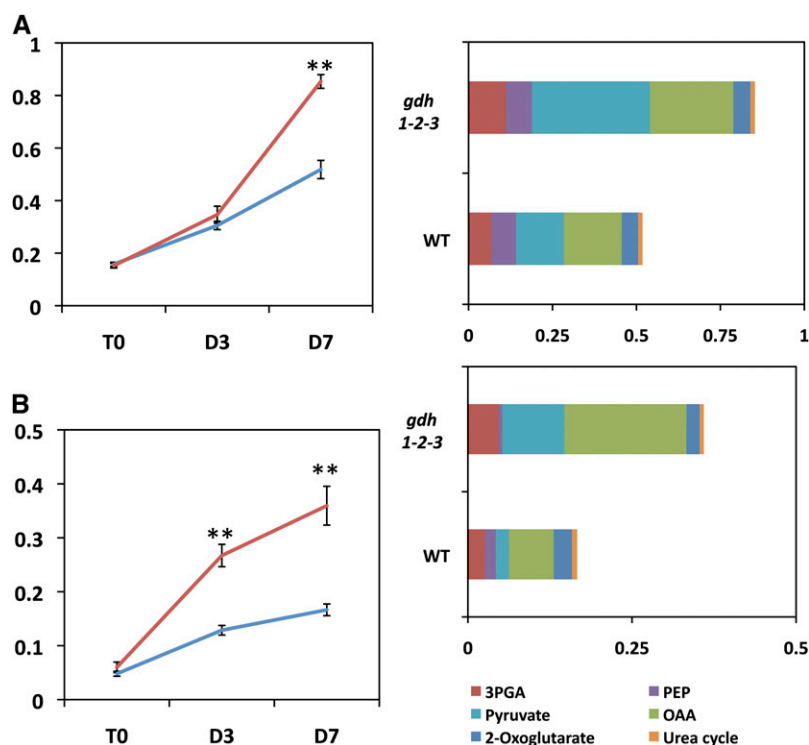 A
1
0.8
0.6
0.4
0.2
0
**
T0 D3 D7
gdh
1-2-3
WT
0 0.25 0.5 0.75 1
B
0.5
0.4
0.3
0.2
0.1
0
**
**
T0 D3 D7
gdh
1-2-3
WT
0 0.25 0.5
3PGA PEP
Pyruvate OAA
2-Oxoglutarate Urea cycle